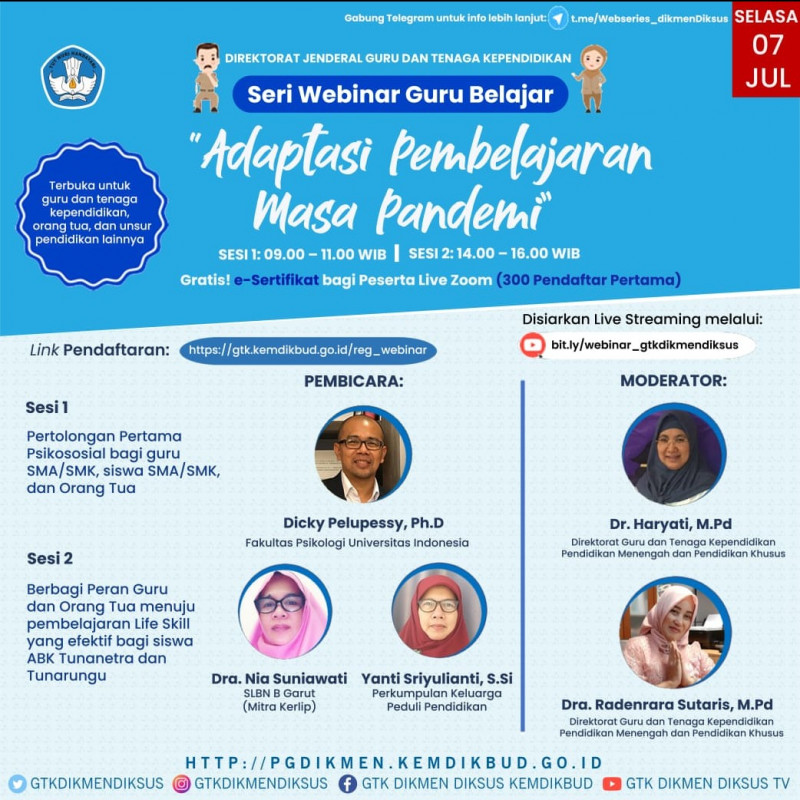 Gabung Telegram untuk info lebih lanjut: t.me/Webseries_dikmenDiksus
SELASA
07
JUL
DIREKTORAT JENDERAL GURU DAN TENAGA KEPENDIDIKAN
Seri Webinar Guru Belajar
"Adaptasi Pembelajaran
Masa Pandemi"
Terbuka untuk
guru dan tenaga
kependidikan,
orang tua, dan unsur
pendidikan lainnya
SESI 1: 09.00 – 11.00 WIB | SESI 2: 14.00 – 16.00 WIB
Gratis! e-Sertifikat bagi Peserta Live Zoom (300 Pendaftar Pertama)
Disiarkan Live Streaming melalui:
bit.ly/webinar_gtkdikmendiksus
Link Pendaftaran: https://gtk.kemdikbud.go.id/reg_webinar
PEMBICARA:
MODERATOR:
Sesi 1
Pertolongan Pertama
Psikososial bagi guru
SMA/SMK, siswa SMA/SMK,
dan Orang Tua
Dicky Pelupessy, Ph.D
Fakultas Psikologi Universitas Indonesia
Dr. Haryati, M.Pd
Direktorat Guru dan Tenaga Kependidikan
Pendidikan Menengah dan Pendidikan Khusus
Sesi 2
Berbagi Peran Guru
dan Orang Tua menuju
pembelajaran Life Skill
yang efektif bagi siswa
ABK Tunanetra dan
Tunarungu
Dra. Nia Suniawati
SLBN B Garut
(Mitra Kerlip)
Yanti Sriyulianti, S.Si
Perkumpulan Keluarga
Peduli Pendidikan
Dra. Radenrara Sutaris, M.Pd
Direktorat Guru dan Tenaga Kependidikan
Pendidikan Menengah dan Pendidikan Khusus
HTTP://PGDIKMEN.KEMDIKBUD.GO.ID
GTKDIKMENDIKSUS GTKDIKMENDIKSUS GTK DIKMEN DIKSUS KEMDIKBUD GTK DIKMEN DIKSUS TV